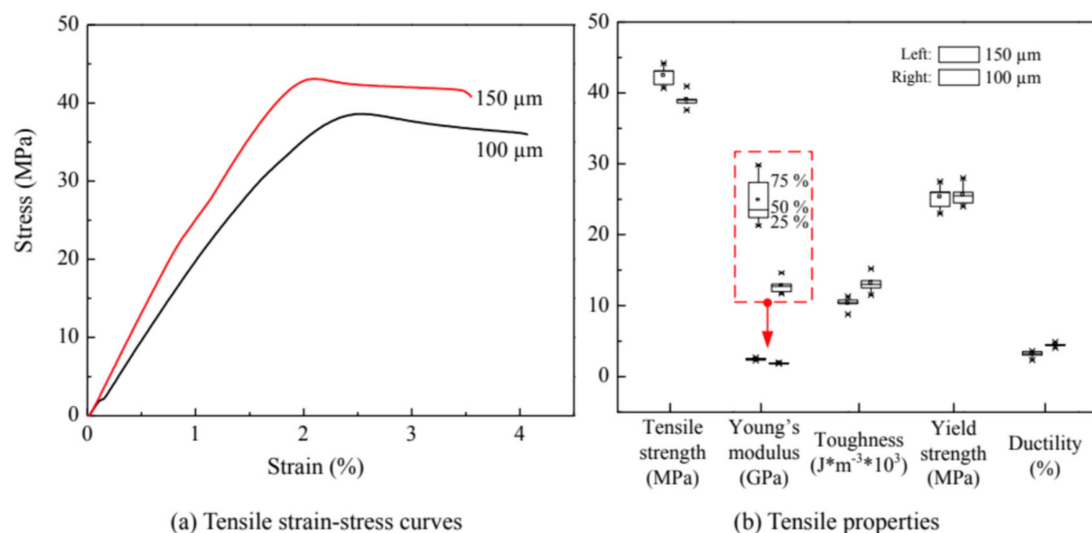 50
40
30
20
10
0
Stress (MPa)
150 µm
100 µm
0
1
2
3
4
Strain (%)
(a) Tensile strain-stress curves
50
40
30
20
10
0
Left: 150 µm
Right: 100 µm
75 %
50 %
25 %
Tensile
strength
(MPa)
Young's
modulus
(GPa)
Toughness
(J*m⁻³*10³)
Yield
strength
(MPa)
Ductility
(%)
(b) Tensile properties